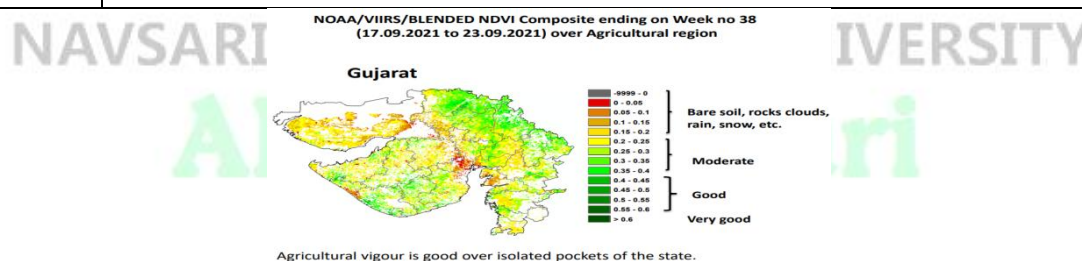 NOAA/VIIRS/BLENDED NDVI Composite ending on Week no 38
(17.09.2021 to 23.09.2021) over Agricultural region
NAVSARI
IVERSITY
Gujarat
-9999 - 0
0 - 0.05
0.05 - 0.1
0.1 - 0.15
0.15 - 0.2
0.2 - 0.25
0.25 - 0.3
0.3 - 0.35
0.35 - 0.4
0.4 - 0.45
0.45 - 0.5
0.5 - 0.55
0.55 - 0.6
> 0.6
Bare soil, rocks clouds,
rain, snow, etc.
Moderate
Good
Very good
Agricultural vigour is good over isolated pockets of the state.